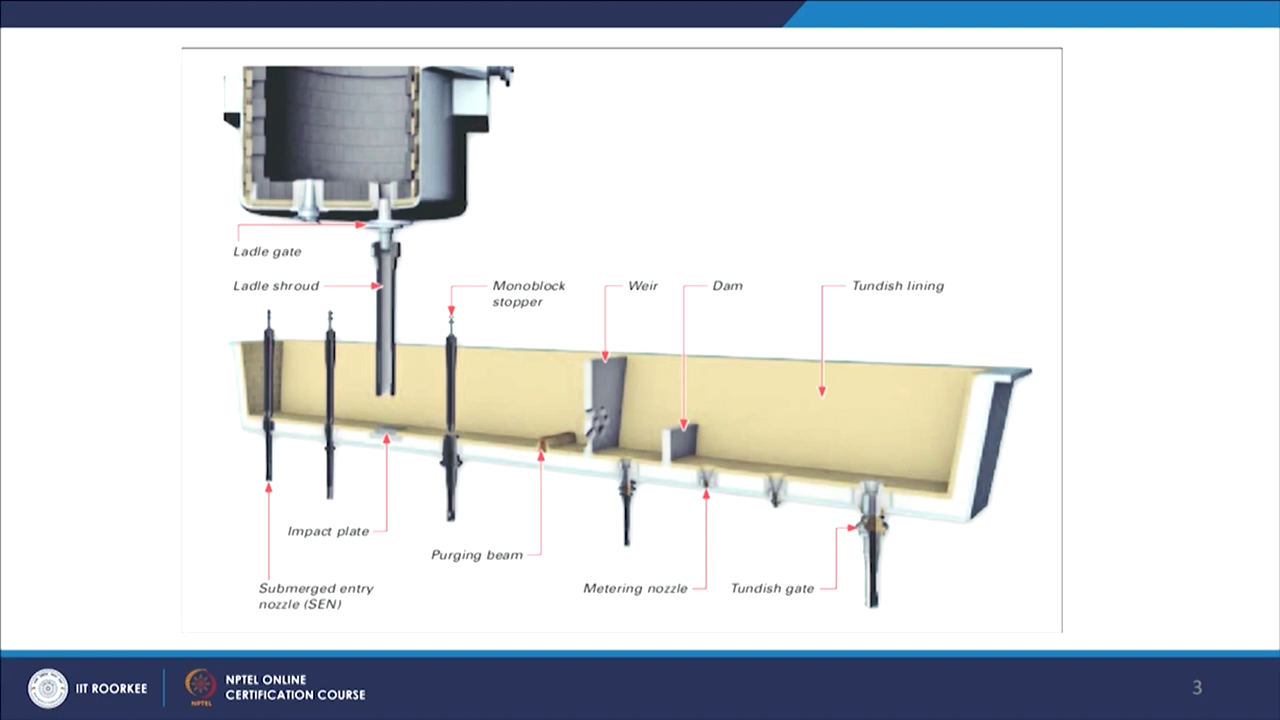 Ladle gate
Ladle shroud
Monoblock
stopper
Weir
Dam
Tundish lining
Impact plate
Purging beam
Submerged entry
nozzle (SEN)
Metering nozzle
Tundish gate
IIT ROORKEE
NPTEL
NPTEL ONLINE
CERTIFICATION COURSE
3